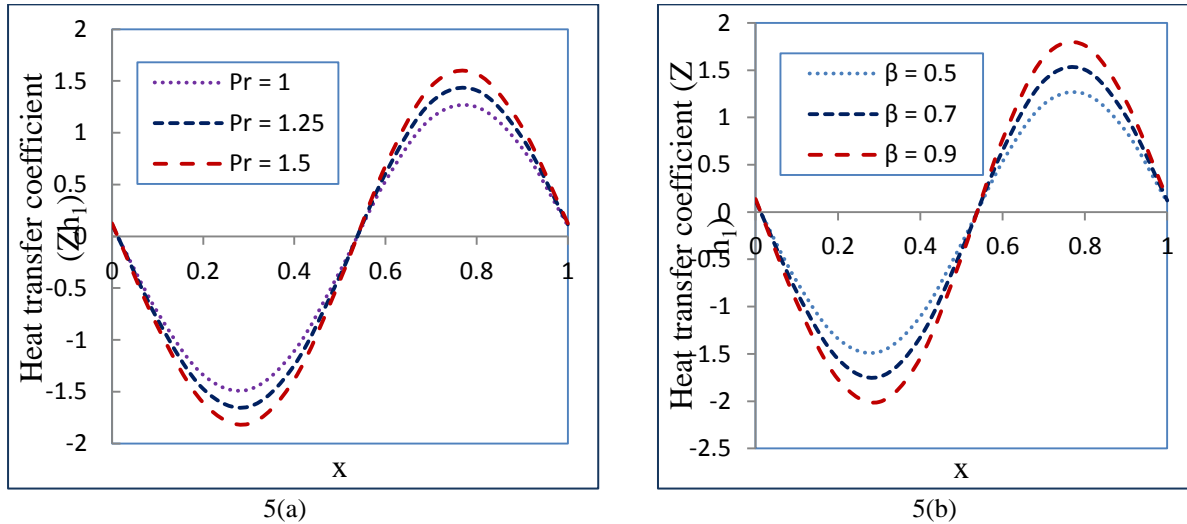 Heat transfer coefficient
(Zh₁)
2
1.5
1
0.5
0
-0.5
-1
-1.5
-2
Pr = 1
Pr = 1.25
Pr = 1.5
0 0.2 0.4 0.6 0.8 1
x
5(a)
Heat transfer coefficient (Z
h₁)
2
1.5
1
0.5
0
-0.5
-1
-1.5
-2
-2.5
β = 0.5
β = 0.7
β = 0.9
0 0.2 0.4 0.6 0.8 1
x
5(b)